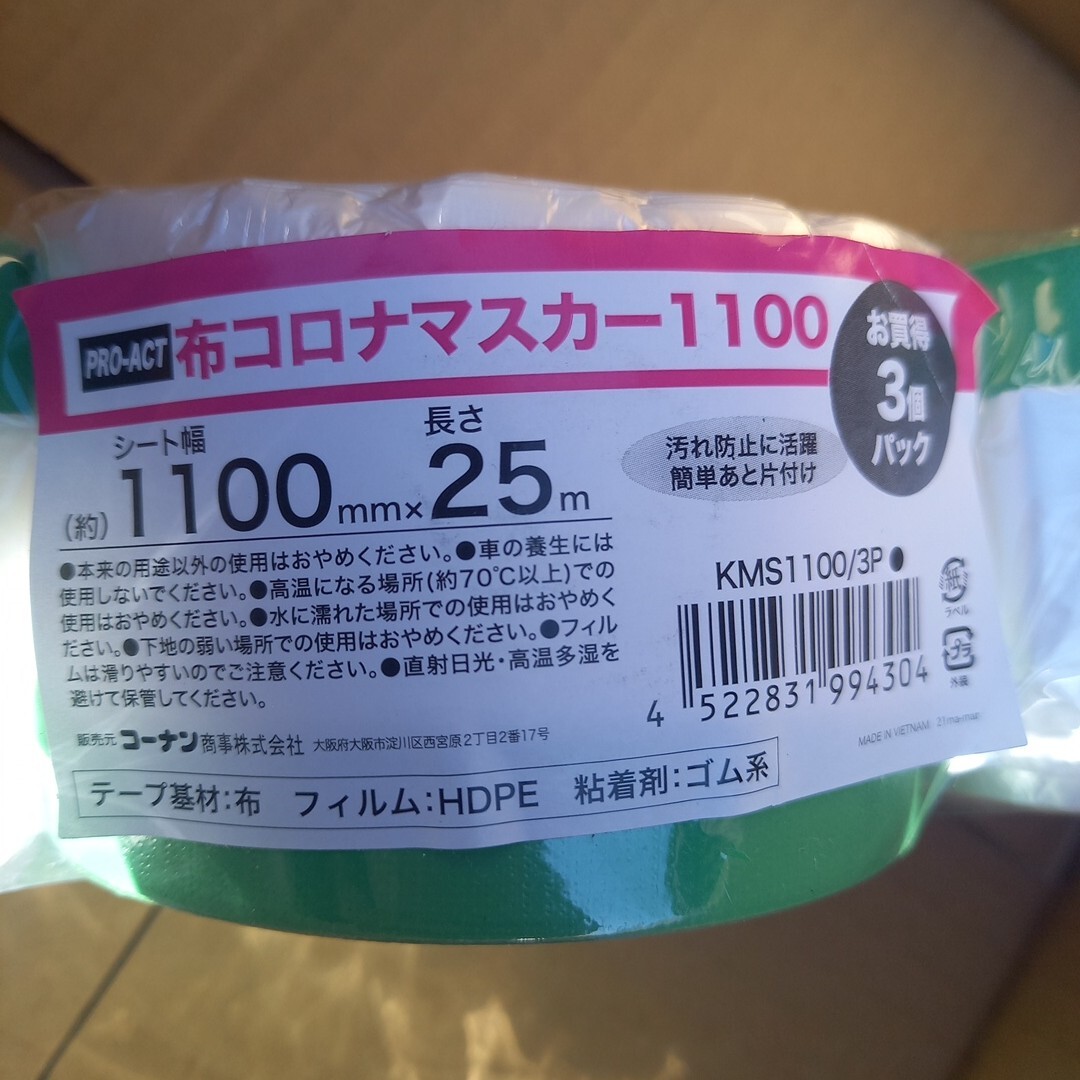 PRO-ACT 布コロナマスカー1100
お買得
3個
パック
シート幅 長さ
(約) 1100mm×25m
汚れ防止に活躍
簡単あと片付け
●本来の用途以外の使用はおやめください。●車の養生には
使用しないでください。●高温になる場所(約70℃以上)での
使用はおやめください。●水に濡れた場所での使用はおやめく
ださい。●下地の弱い場所での使用はおやめください。●フィル
ムは滑りやすいのでご注意ください。●直射日光・高温多湿を
避けて保管してください。
KMS1100/3P●
4 522831 994304
紙
ラベル
プラ
外装
販売元 コーナン商事株式会社 大阪府大阪市淀川区西宮原2丁目2番17号
MADE IN VIETNAM
テープ基材：布 フィルム：HDPE 粘着剤：ゴム系